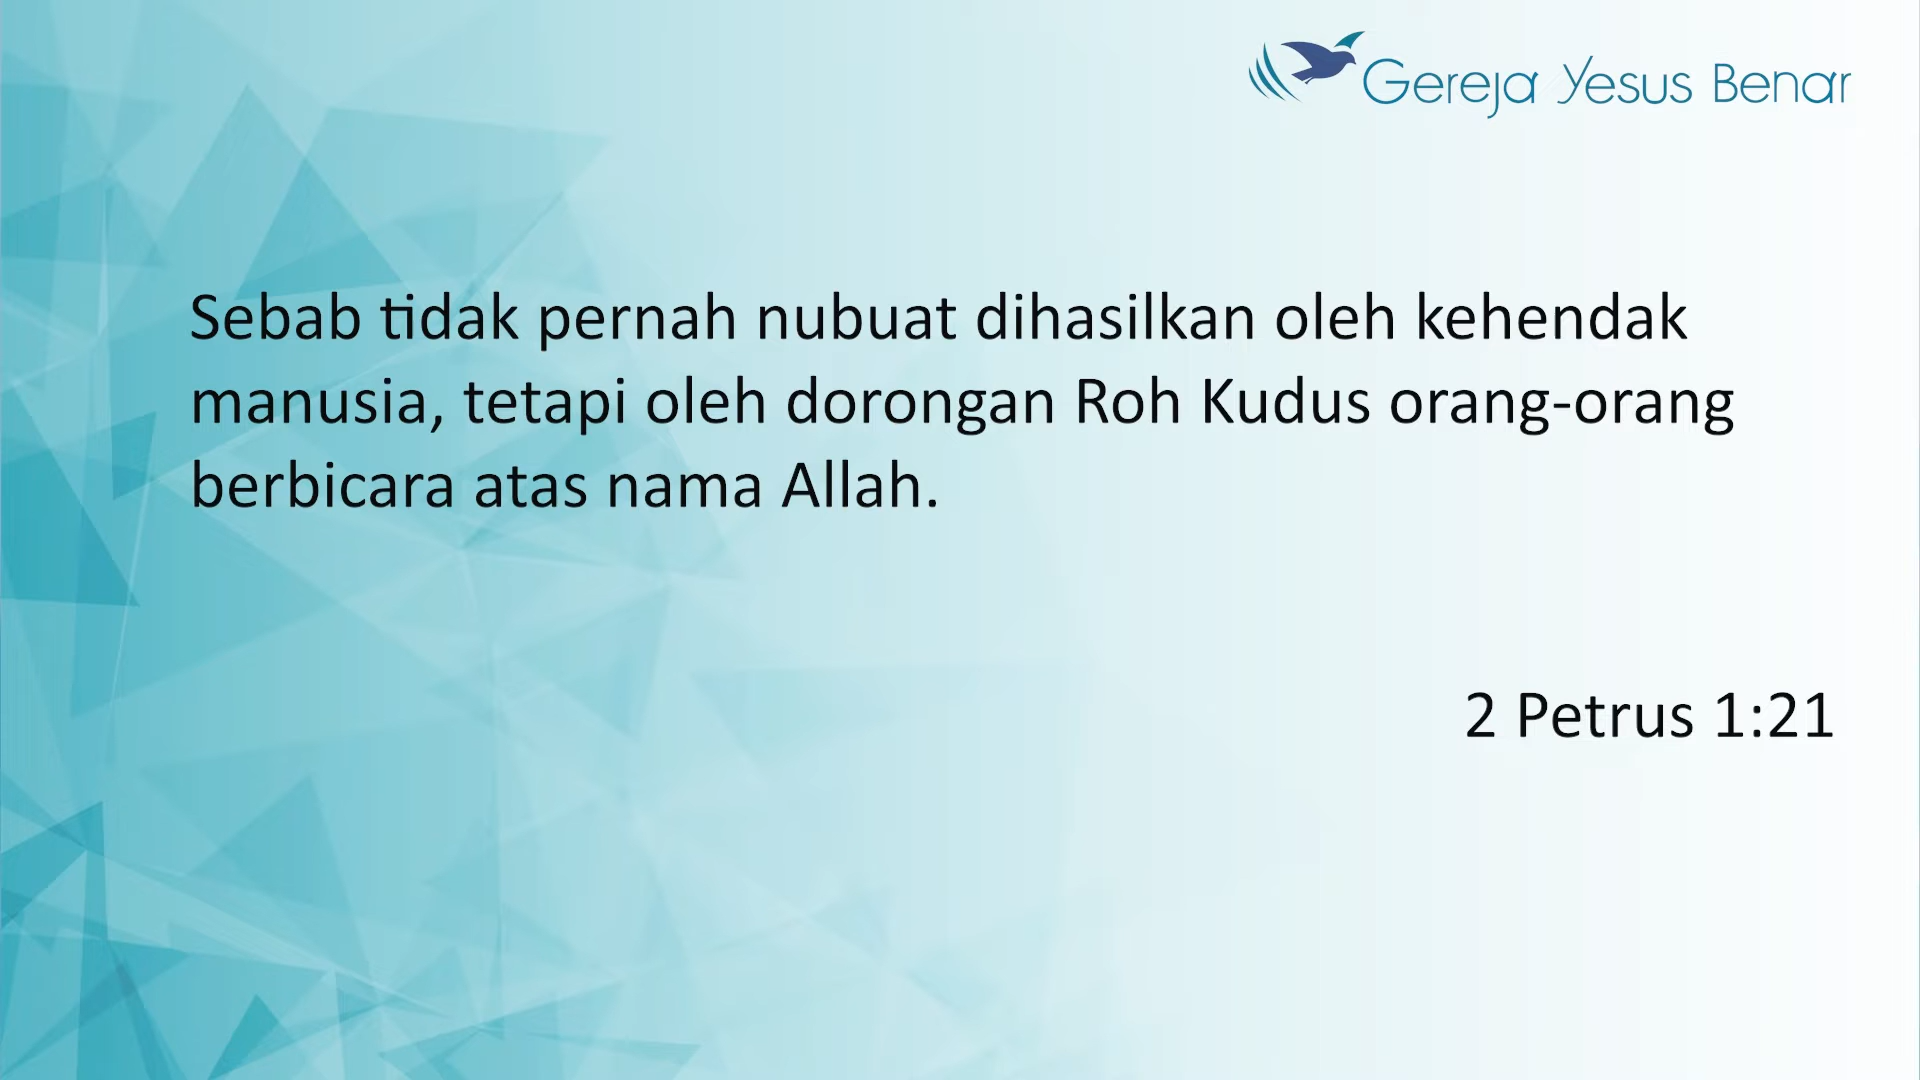 Gereja Yesus Benar
Sebab tidak pernah nubuat dihasilkan oleh kehendak
manusia, tetapi oleh dorongan Roh Kudus orang-orang
berbicara atas nama Allah.
2 Petrus 1:21